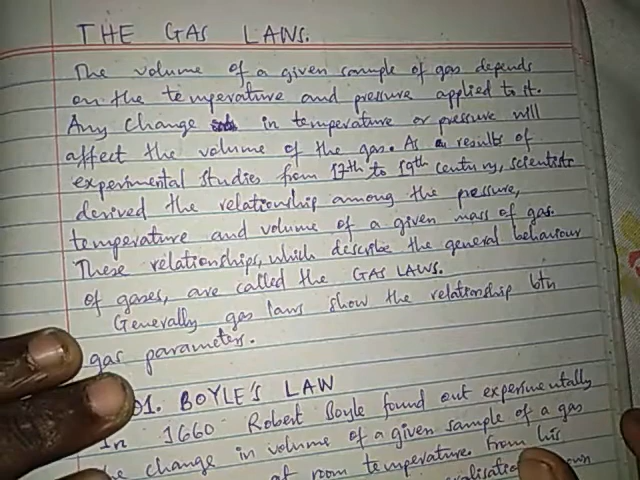 THE GAS LAWS.
The volume of a given sample of gas depends
on the temperature and pressure applied to it.
Any change in temperature or pressure will
affect the volume of the gas. As a results of
experimental studies from 17th to 19th century, scientists
derived the relationship among the pressure,
temperature and volume of a given mass of gas.
These relationships, which describe the general behaviour
of gases, are called the GAS LAWS.
Generally gas laws show the relationship btn
gas parameters.
01. BOYLE'S LAW
In 1660 Robert Boyle found out experimentally
the change in volume of a given sample of a gas
at room temperature. From his